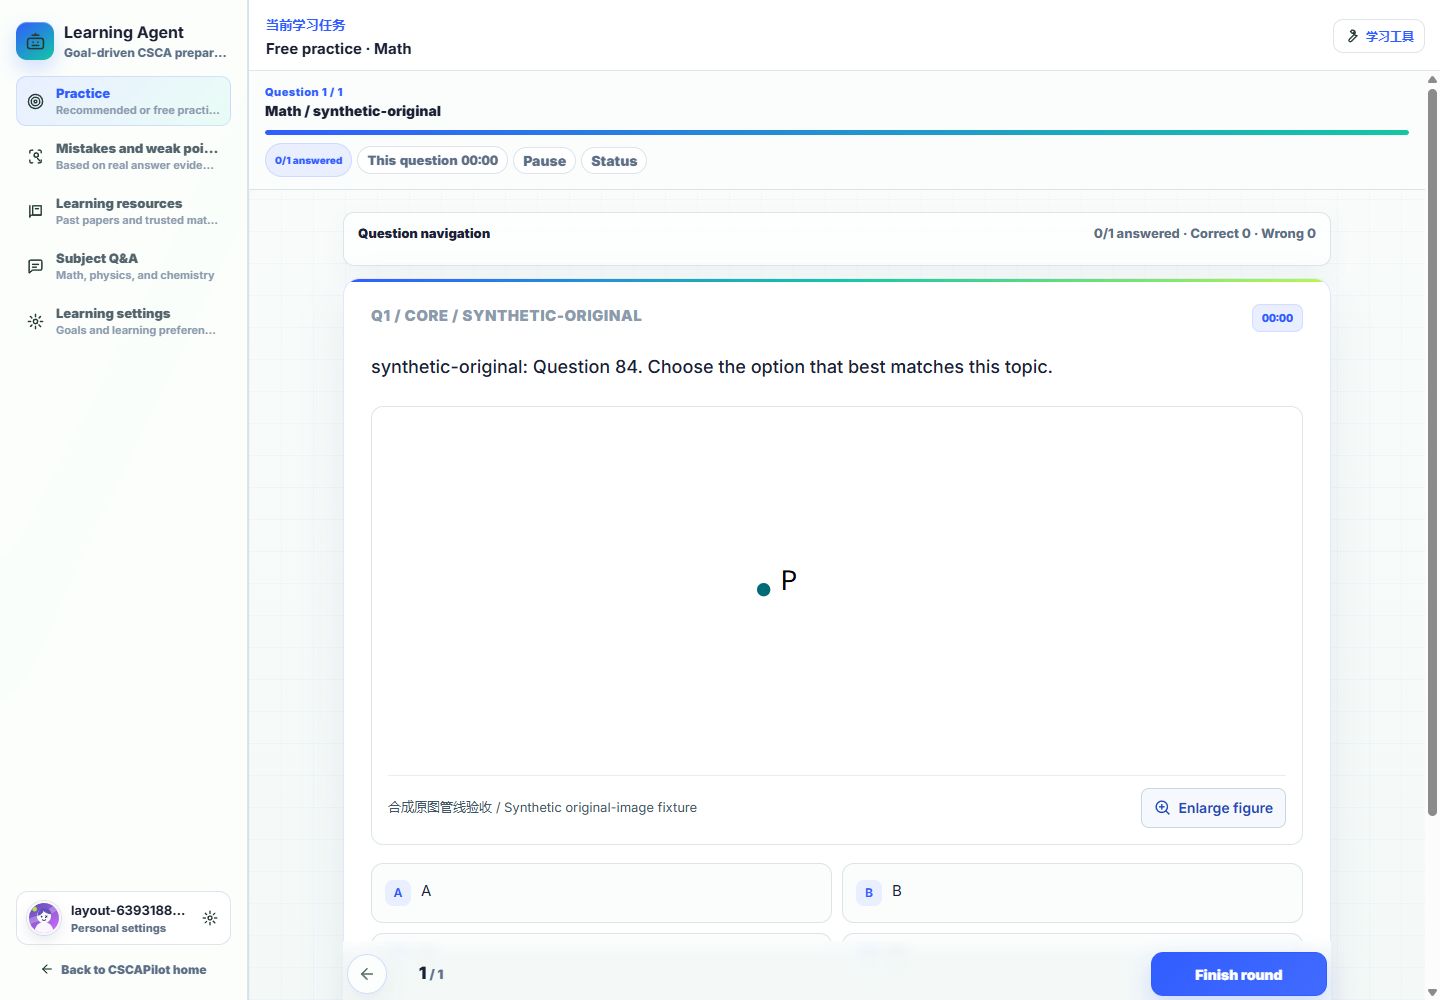 Learning Agent
Goal-driven CSCA prepar...
Practice
Recommended or free practi...
Mistakes and weak poi...
Based on real answer evide...
Learning resources
Past papers and trusted mat...
Subject Q&A
Math, physics, and chemistry
Learning settings
Goals and learning preferen...
layout-6393188...
Personal settings
Back to CSCAPilot home
当前学习任务
Free practice · Math
学习工具
Question 1 / 1
Math / synthetic-original
0/1 answered
This question 00:00
Pause
Status
Question navigation
0/1 answered · Correct 0 · Wrong 0
Q1 / CORE / SYNTHETIC-ORIGINAL
00:00
synthetic-original: Question 84. Choose the option that best matches this topic.
P
合成原图管线验收 / Synthetic original-image fixture
Enlarge figure
A A
B B
1 / 1
Finish round